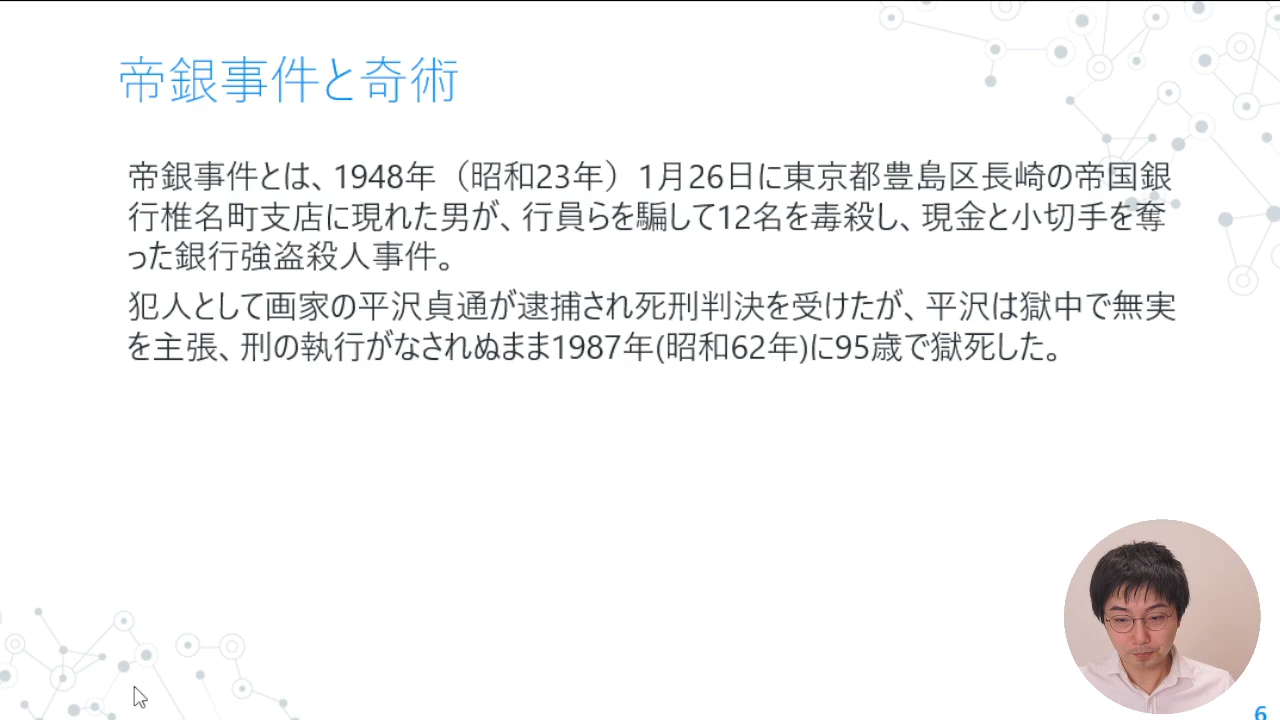 帝銀事件と奇術
帝銀事件とは、1948年（昭和23年）1月26日に東京都豊島区長崎の帝国銀
行椎名町支店に現れた男が、行員らを騙して12名を毒殺し、現金と小切手を奪
った銀行強盗殺人事件。
犯人として画家の平沢貞通が逮捕され死刑判決を受けたが、平沢は獄中で無実
を主張、刑の執行がなされぬまま1987年(昭和62年)に95歳で獄死した。
6